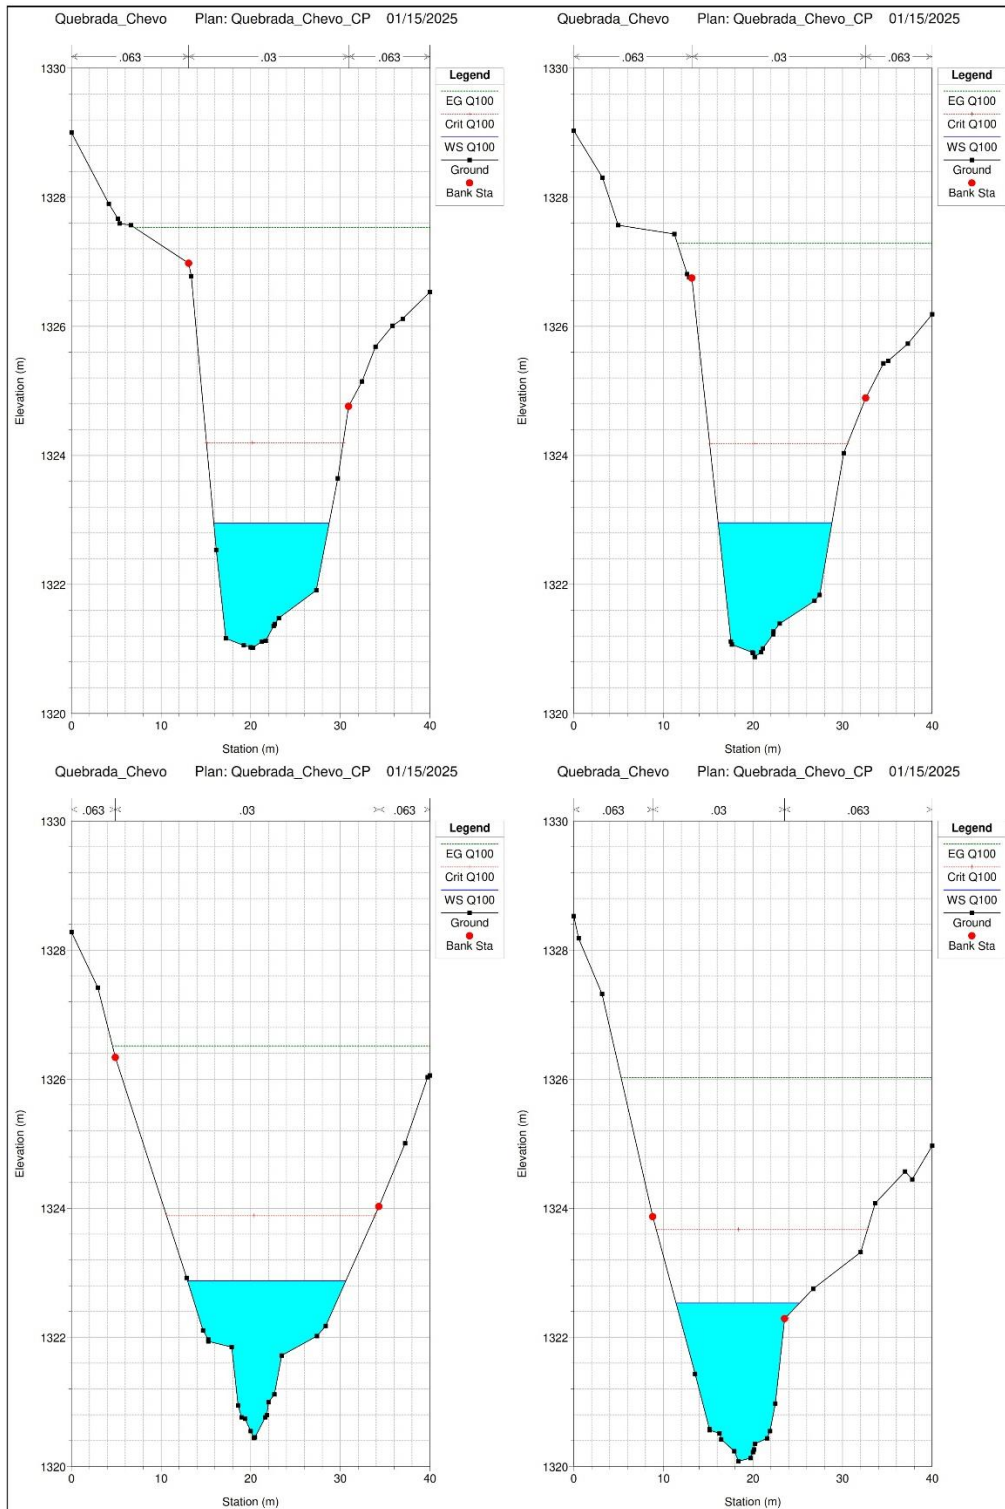 Quebrada_Chevo Plan: Quebrada_Chevo_CP 01/15/2025
.063 .03 .063
Legend
EG Q100
Crit Q100
WS Q100
Ground
Bank Sta
1330
1328
1326
1324
1322
1320
Elevation (m)
0 10 20 30 40
Station (m)
Quebrada_Chevo Plan: Quebrada_Chevo_CP 01/15/2025
.063 .03 .063
Legend
EG Q100
Crit Q100
WS Q100
Ground
Bank Sta
1330
1328
1326
1324
1322
1320
Elevation (m)
0 10 20 30 40
Station (m)
Quebrada_Chevo Plan: Quebrada_Chevo_CP 01/15/2025
.063 .03 .063
Legend
EG Q100
Crit Q100
WS Q100
Ground
Bank Sta
1330
1328
1326
1324
1322
1320
Elevation (m)
0 10 20 30 40
Station (m)
Quebrada_Chevo Plan: Quebrada_Chevo_CP 01/15/2025
.063 .03 .063
Legend
EG Q100
Crit Q100
WS Q100
Ground
Bank Sta
1330
1328
1326
1324
1322
1320
Elevation (m)
0 10 20 30 40
Station (m)